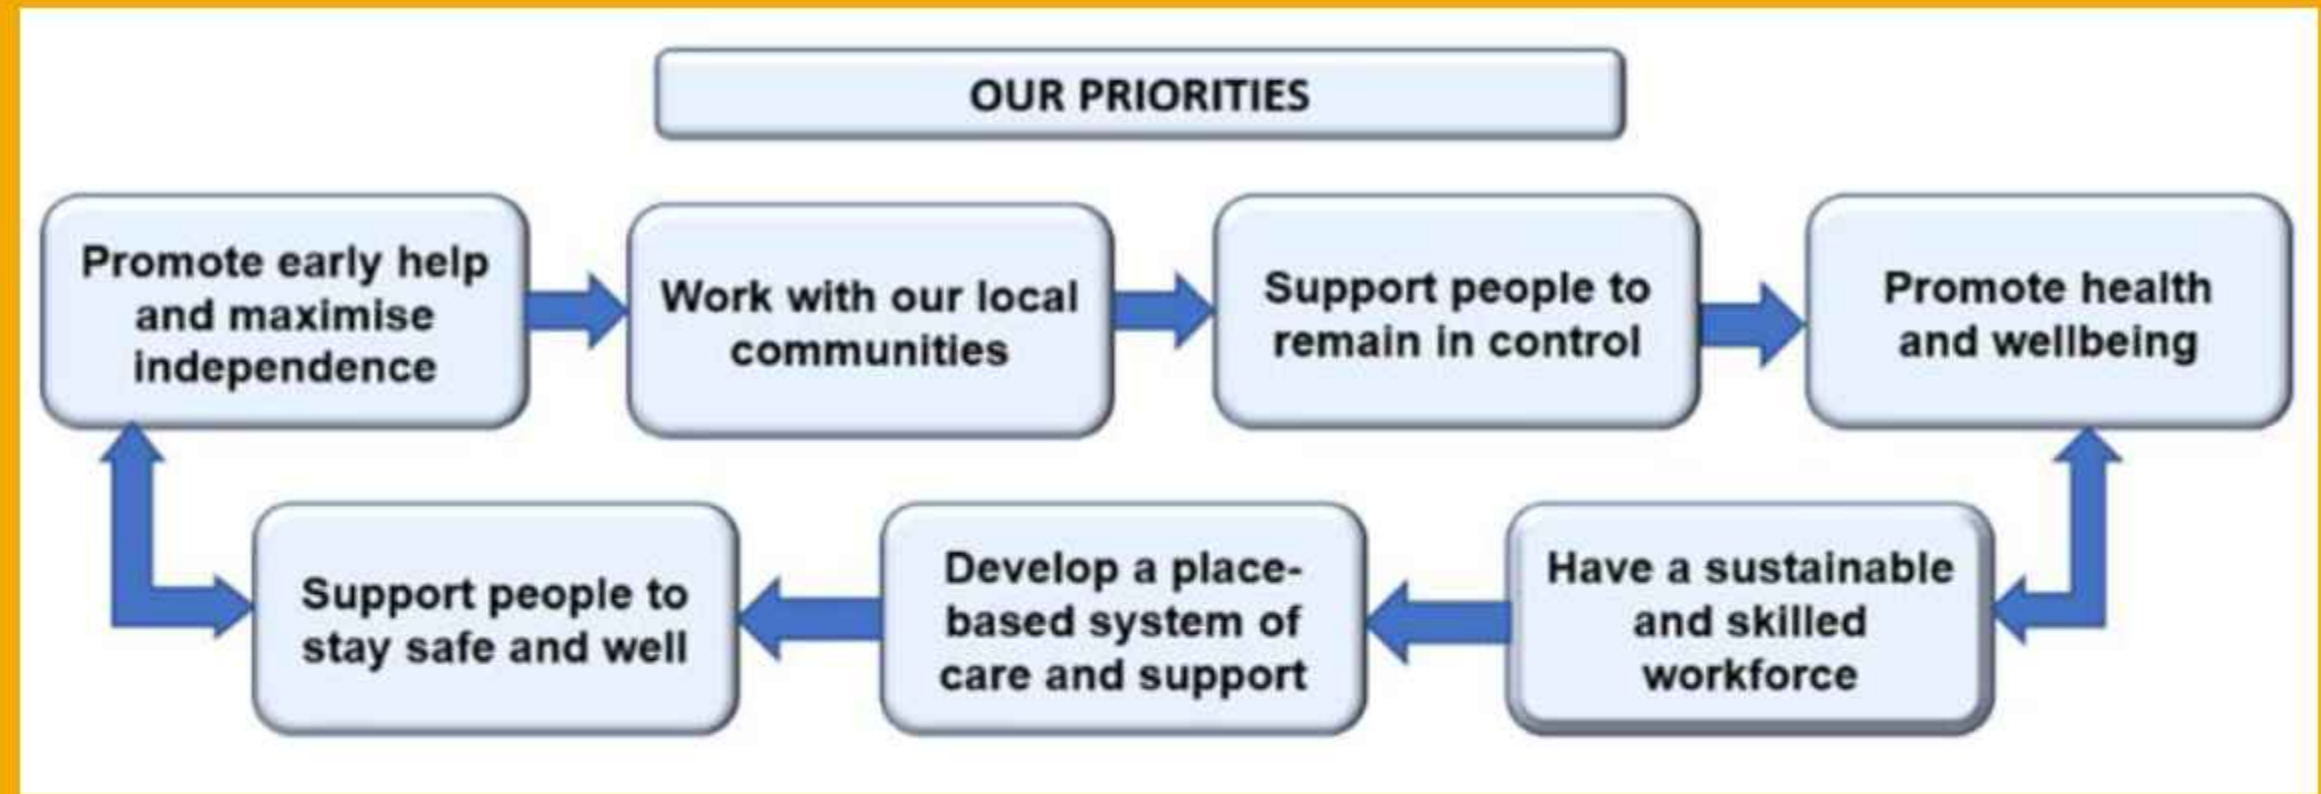 OUR PRIORITIES
Promote early help
and maximise
independence
Work with our local
communities
Support people to
remain in control
Promote health
and wellbeing
Support people to
stay safe and well
Develop a place-
based system of
care and support
Have a sustainable
and skilled
workforce